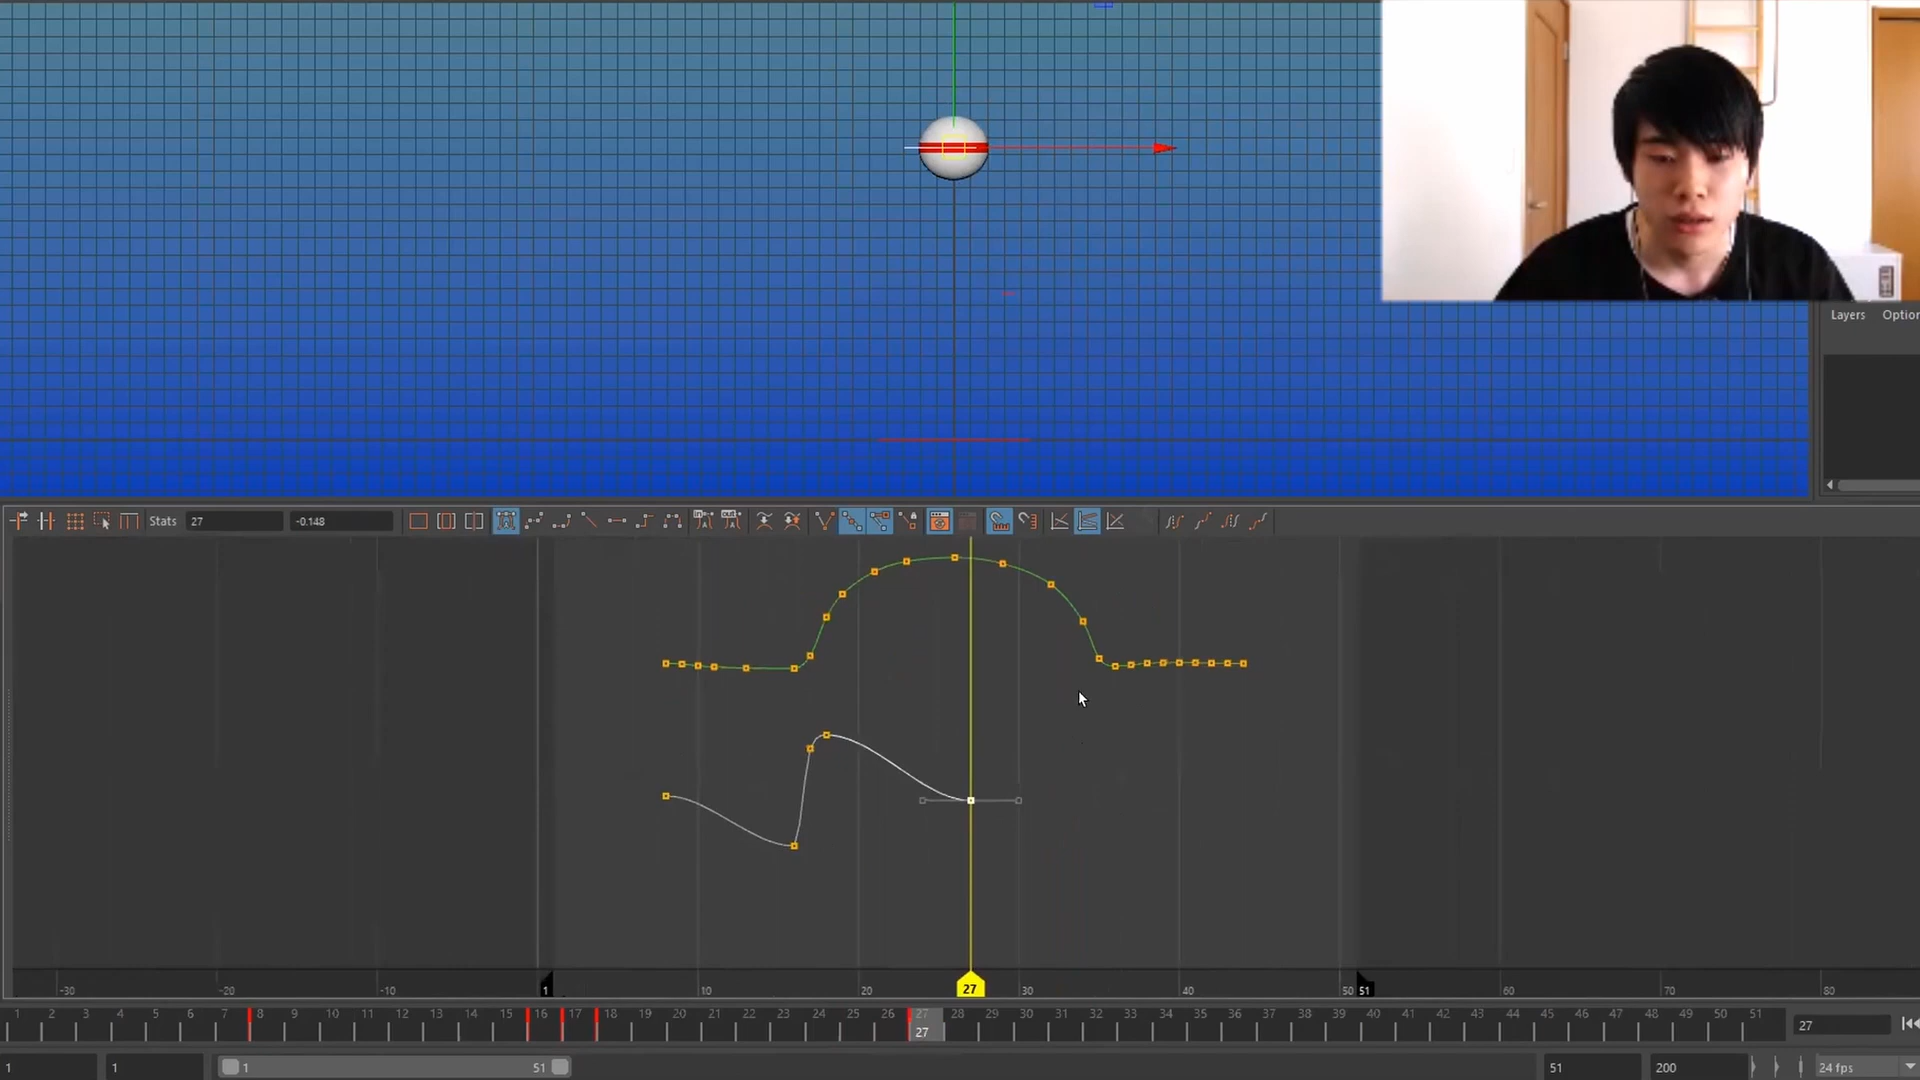 Layers Option
Stats 27 -0.148
-30 -20 -10 1 10 20 27 30 40 50 51 60 70 80
1 2 3 4 5 6 7 8 9 10 11 12 13 14 15 16 17 18 19 20 21 22 23 24 25 26 27 28 29 30 31 32 33 34 35 36 37 38 39 40 41 42 43 44 45 46 47 48 49 50 51
27 27
1 1 1 51 51 200 24 fps